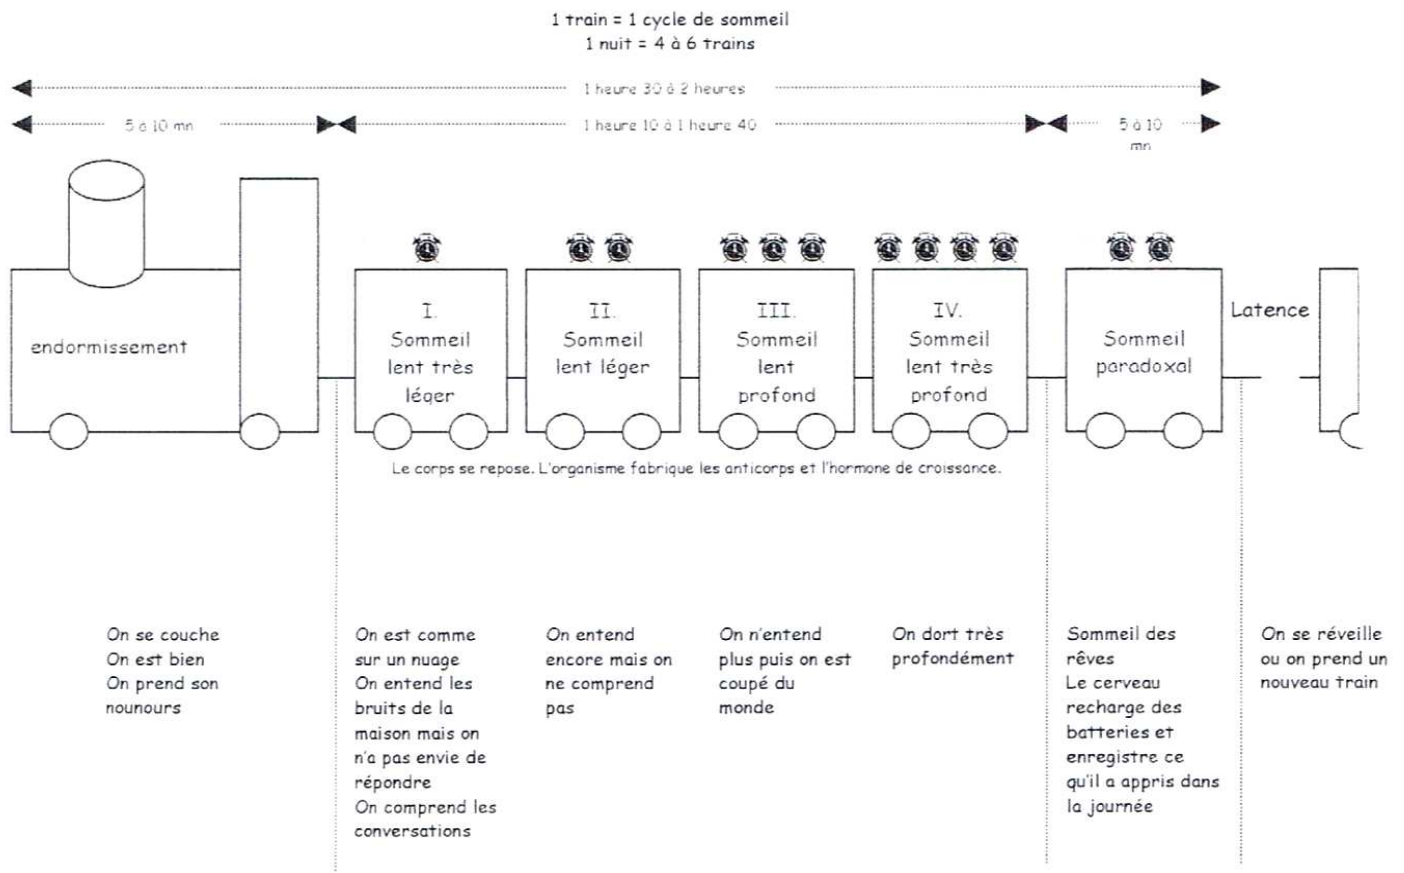 1 train = 1 cycle de sommeil
1 nuit = 4 à 6 trains
1 heure 30 à 2 heures
5 à 10 mn
1 heure 10 à 1 heure 40
5 à 10
mn
endormissement
I.
Sommeil
lent très
léger
II.
Sommeil
lent léger
III.
Sommeil
lent
profond
IV.
Sommeil
lent très
profond
Sommeil
paradoxal
Latence
Le corps se repose. L'organisme fabrique les anticorps et l'hormone de croissance.
On se couche
On est bien
On prend son
nounours
On est comme
sur un nuage
On entend les
bruits de la
maison mais on
n'a pas envie de
répondre
On comprend les
conversations
On entend
encore mais on
ne comprend
pas
On n'entend
plus puis on est
coupé du
monde
On dort très
profondément
Sommeil des
rêves
Le cerveau
recharge des
batteries et
enregistre ce
qu'il a appris dans
la journée
On se réveille
ou on prend un
nouveau train